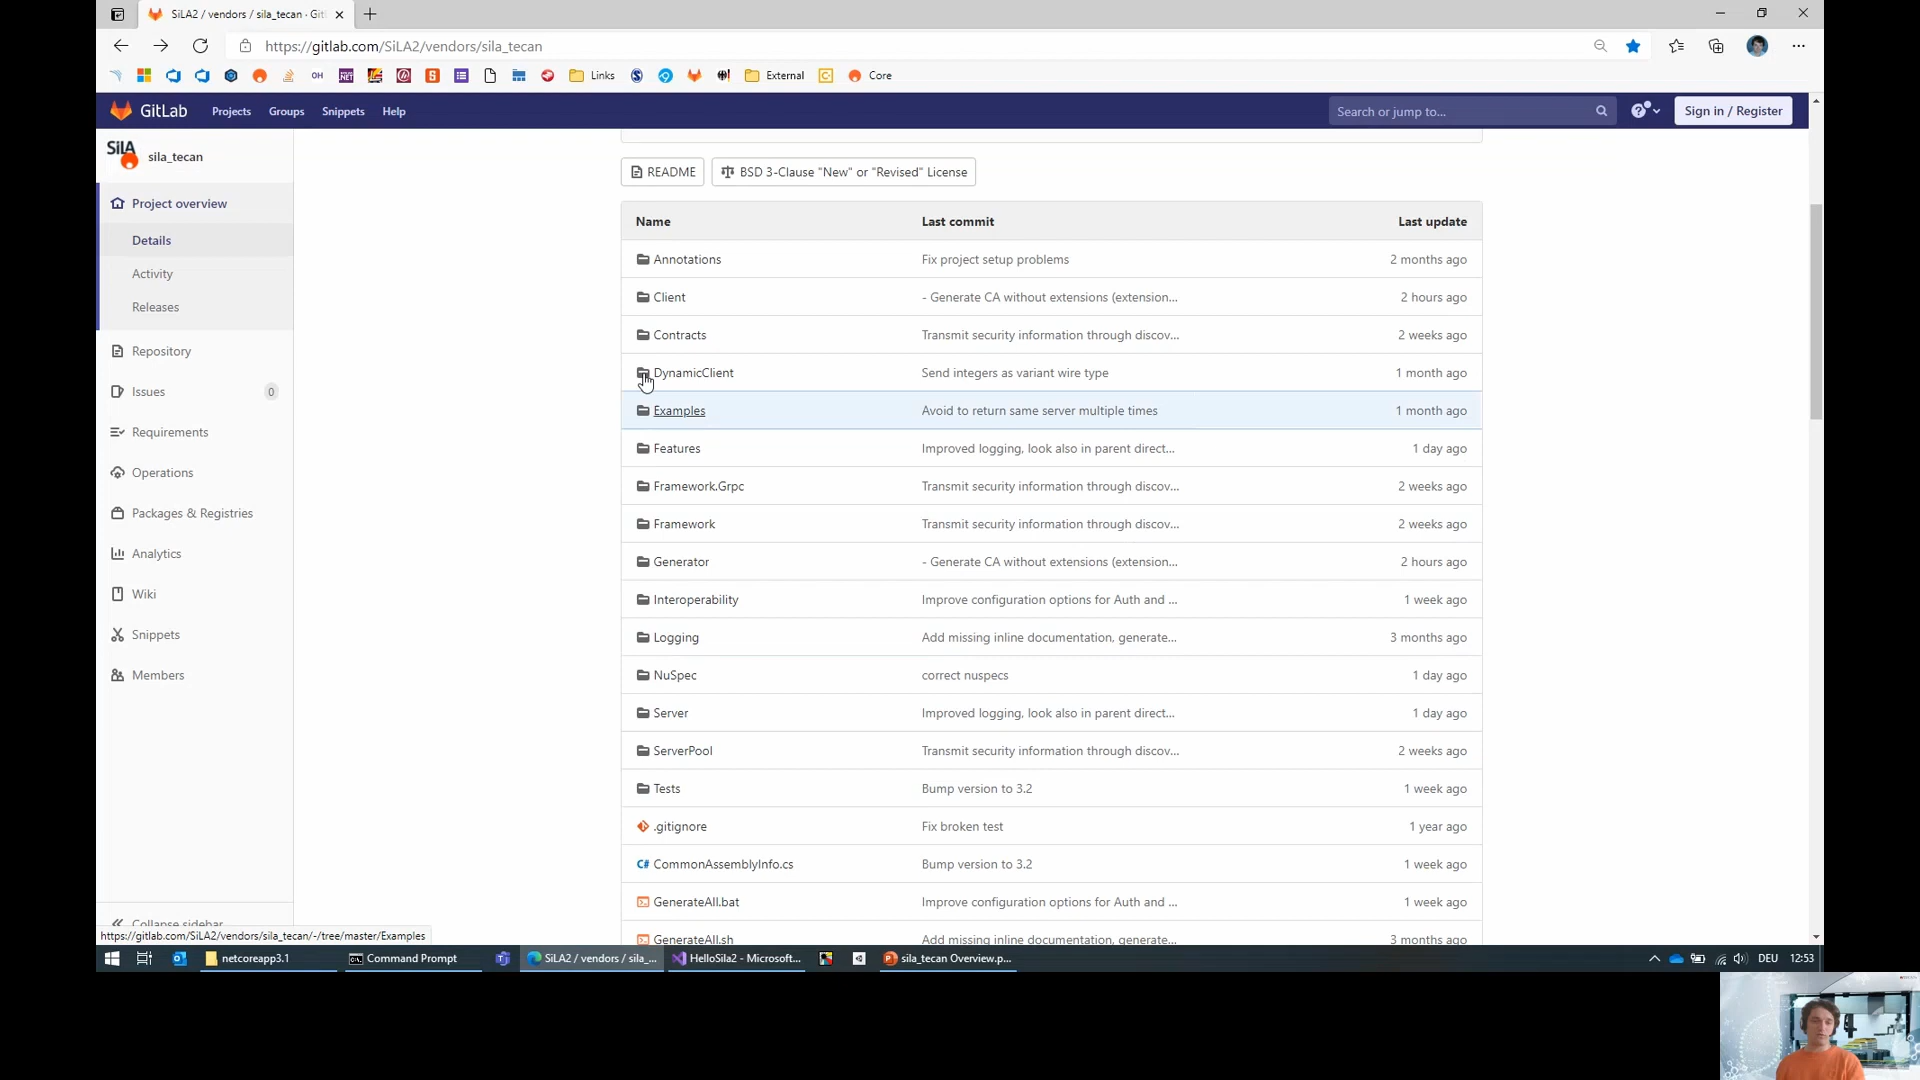 SiLA2 / vendors / sila_tecan · GitL
https://gitlab.com/SiLA2/vendors/sila_tecan
OH
.NET
Links
External
Core
GitLab
Projects
Groups
Snippets
Help
Search or jump to...
Sign in / Register
SiLA
sila_tecan
Project overview
Details
Activity
Releases
Repository
Issues
0
Requirements
Operations
Packages & Registries
Analytics
Wiki
Snippets
Members
Collapse sidebar
README
BSD 3-Clause "New" or "Revised" License
Name Last commit Last update
Annotations Fix project setup problems 2 months ago
Client - Generate CA without extensions (extension... 2 hours ago
Contracts Transmit security information through discov... 2 weeks ago
DynamicClient Send integers as variant wire type 1 month ago
Examples Avoid to return same server multiple times 1 month ago
Features Improved logging, look also in parent direct... 1 day ago
Framework.Grpc Transmit security information through discov... 2 weeks ago
Framework Transmit security information through discov... 2 weeks ago
Generator - Generate CA without extensions (extension... 2 hours ago
Interoperability Improve configuration options for Auth and ... 1 week ago
Logging Add missing inline documentation, generate... 3 months ago
NuSpec correct nuspecs 1 day ago
Server Improved logging, look also in parent direct... 1 day ago
ServerPool Transmit security information through discov... 2 weeks ago
Tests Bump version to 3.2 1 week ago
.gitignore Fix broken test 1 year ago
C# CommonAssemblyInfo.cs Bump version to 3.2 1 week ago
GenerateAll.bat Improve configuration options for Auth and ... 1 week ago
GenerateAll.sh Add missing inline documentation, generate... 3 months ago
https://gitlab.com/SiLA2/vendors/sila_tecan/-/tree/master/Examples
netcoreapp3.1
Command Prompt
SiLA2 / vendors / sila_...
HelloSila2 - Microsoft...
sila_tecan Overview.p...
DEU
12:53